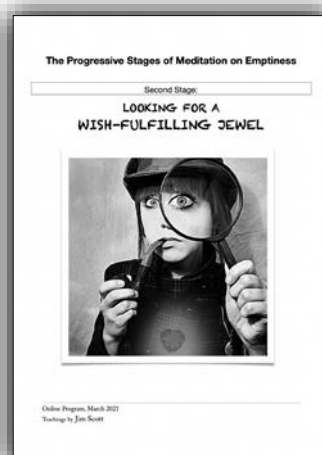 The Progressive Stages of Meditation on Emptiness
Second Stage:
LOOKING FOR A
WISH-FULFILLING JEWEL
Online Program, March 2021
Teachings by Jim Scott